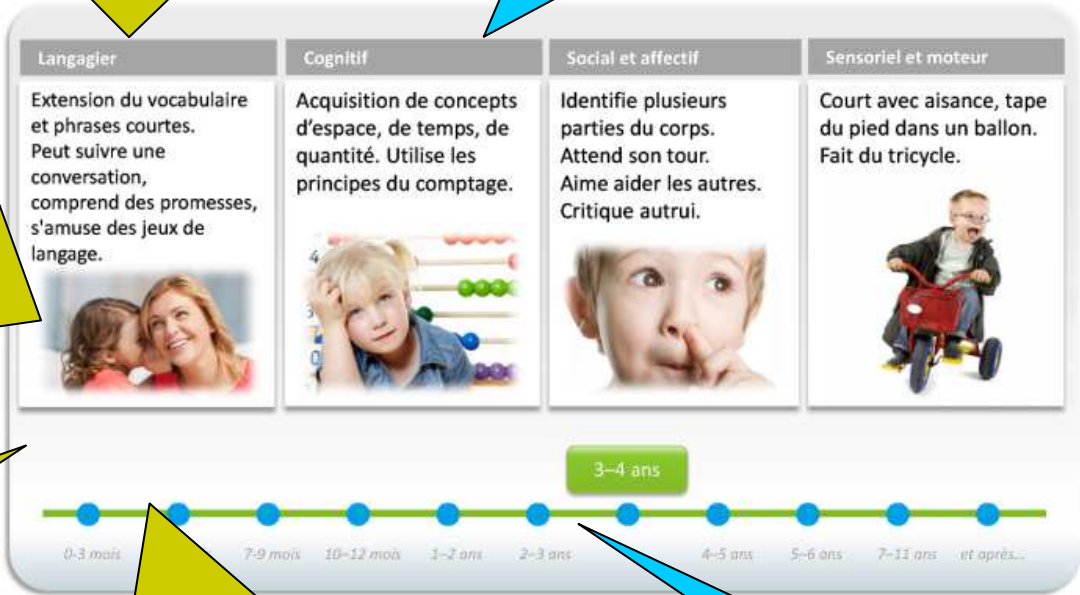 Langagier
Extension du vocabulaire
et phrases courtes.
Peut suivre une
conversation,
comprend des promesses,
s'amuse des jeux de
langage.
Cognitif
Acquisition de concepts
d'espace, de temps, de
quantité. Utilise les
principes du comptage.
4
0
Social et affectif
Identifie plusieurs
parties du corps.
Attend son tour.
Aime aider les autres.
Critique autrui.
Sensoriel et moteur
Court avec aisance, tape
du pied dans un ballon.
Fait du tricycle.
3–4 ans
0-3 mois 7-9 mois 10–12 mois 1–2 ans 2–3 ans 4–5 ans 5–6 ans 7–11 ans et après...